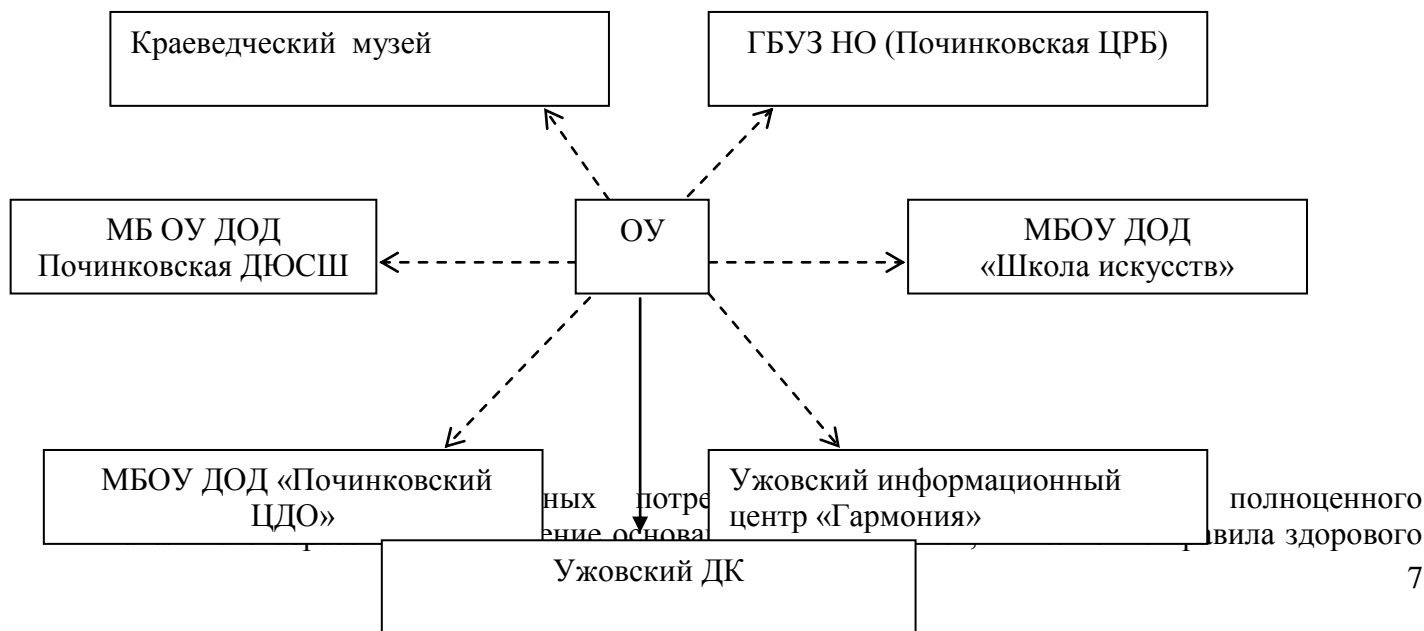 Краеведческий музей
ГБУЗ НО (Починковская ЦРБ)
МБ ОУ ДОД
Починковская ДЮСШ
ОУ
МБОУ ДОД
«Школа искусств»
МБОУ ДОД «Починковский
ЦДО»
Ужовский информационный
центр «Гармония»
полноценного
здорового
Ужовский ДК
7